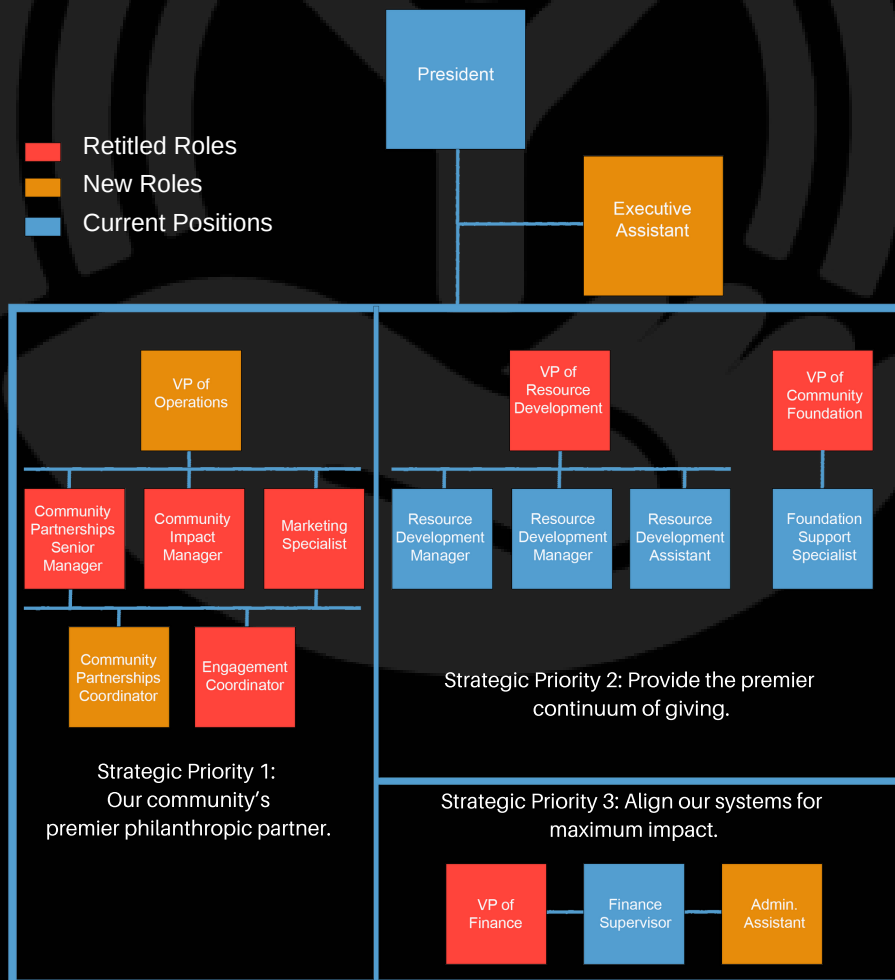 President
Retitled Roles
New Roles
Current Positions
Executive
Assistant
VP of
Operations
Community
Partnerships
Senior
Manager
Community
Impact
Manager
Marketing
Specialist
Community
Partnerships
Coordinator
Engagement
Coordinator
Strategic Priority 1:
Our community’s
premier philanthropic partner.
VP of
Resource
Development
VP of
Community
Foundation
Resource
Development
Manager
Resource
Development
Manager
Resource
Development
Assistant
Foundation
Support
Specialist
Strategic Priority 2: Provide the premier
continuum of giving.
Strategic Priority 3: Align our systems for
maximum impact.
VP of
Finance
Finance
Supervisor
Admin.
Assistant